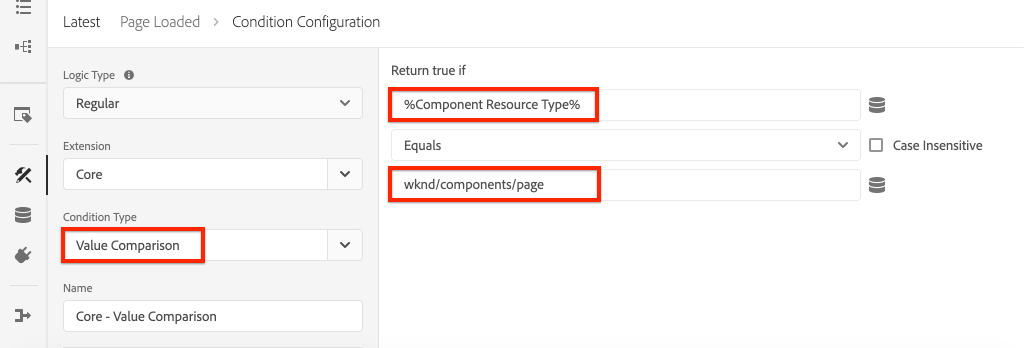 Latest Page Loaded > Condition Configuration
Logic Type
Regular
Extension
Core
Condition Type
Value Comparison
Name
Core - Value Comparison
Return true if
%Component Resource Type%
Equals
Case Insensitive
wknd/components/page